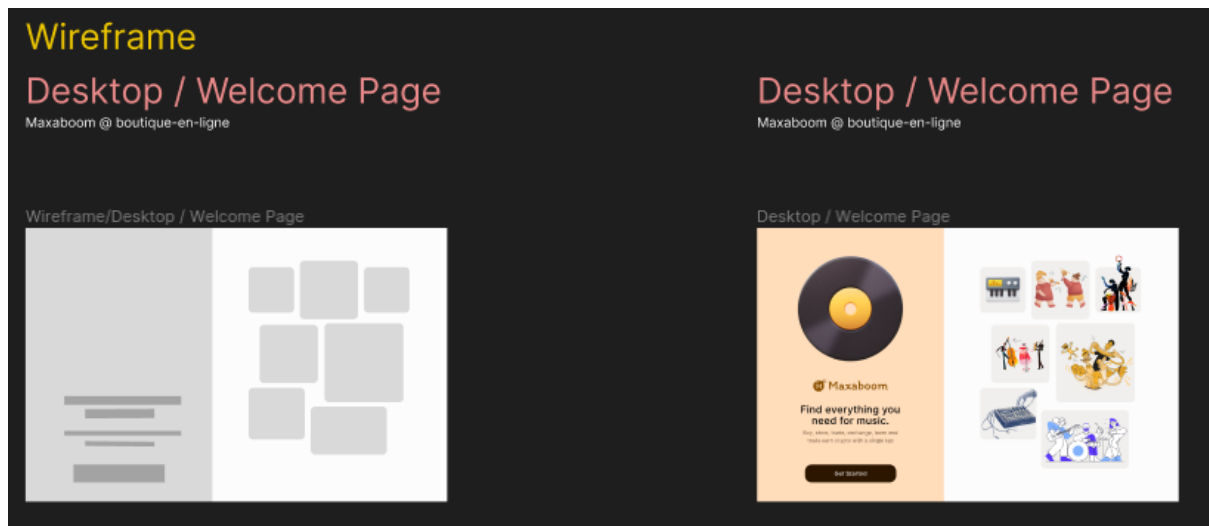 Wireframe
Desktop / Welcome Page
Maxaboom @ boutique-en-ligne
Desktop / Welcome Page
Maxaboom @ boutique-en-ligne
Wireframe/Desktop / Welcome Page
Desktop / Welcome Page
Maxaboom
Find everything you
need for music.
Get Started